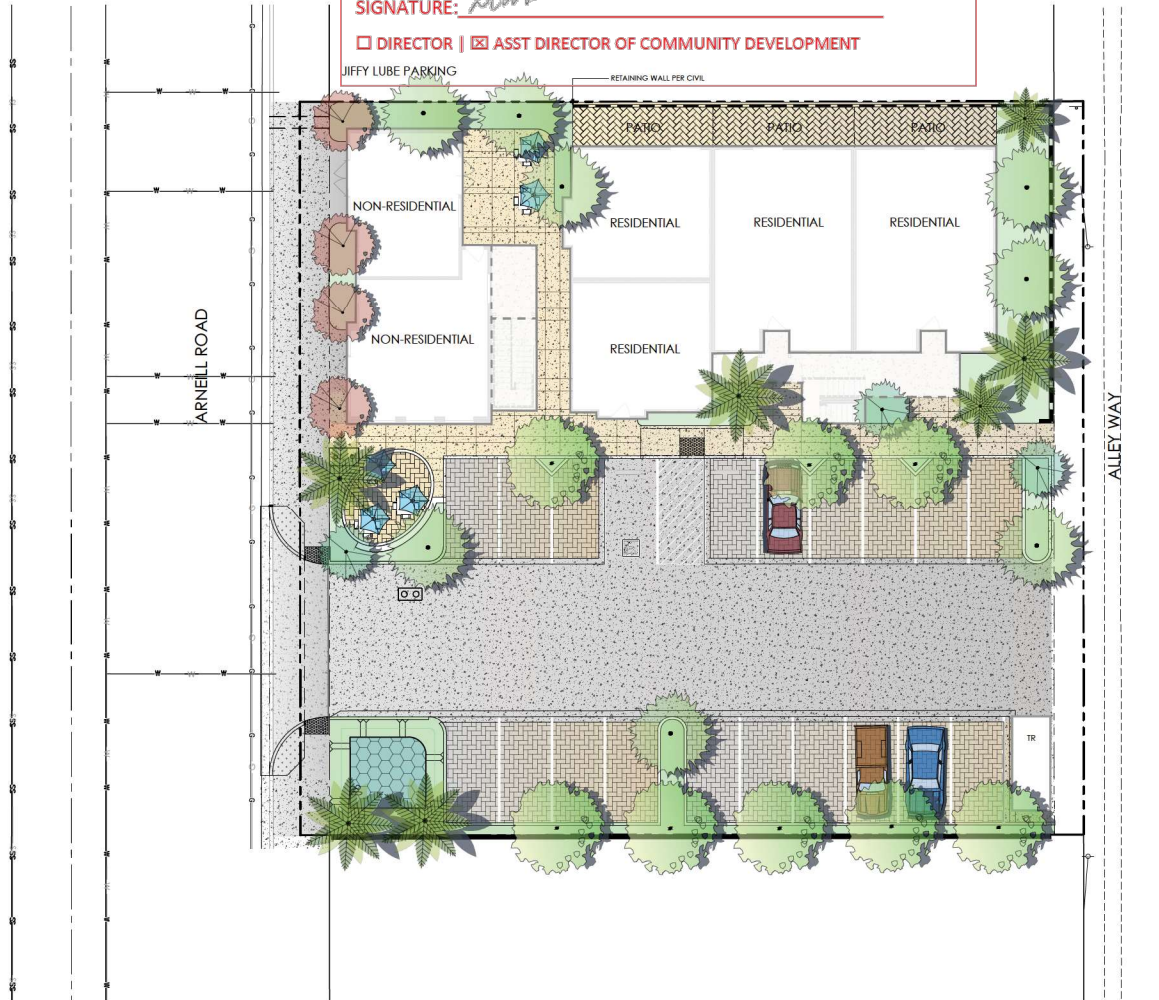 SIGNATURE:
☐ DIRECTOR | ☒ ASST DIRECTOR OF COMMUNITY DEVELOPMENT
JIFFY LUBE PARKING
RETAINING WALL PER CIVIL
PATIO
PATIO
PATIO
NON-RESIDENTIAL
RESIDENTIAL
RESIDENTIAL
RESIDENTIAL
NON-RESIDENTIAL
RESIDENTIAL
ARNEILL ROAD
ALLEY WAY
TR